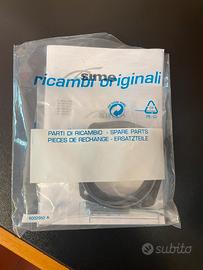 sime
ricambi originali
PARTI DI RICAMBIO - SPARE PARTS
PIECES DE RECHANGE - ERSATZTEILE
subito